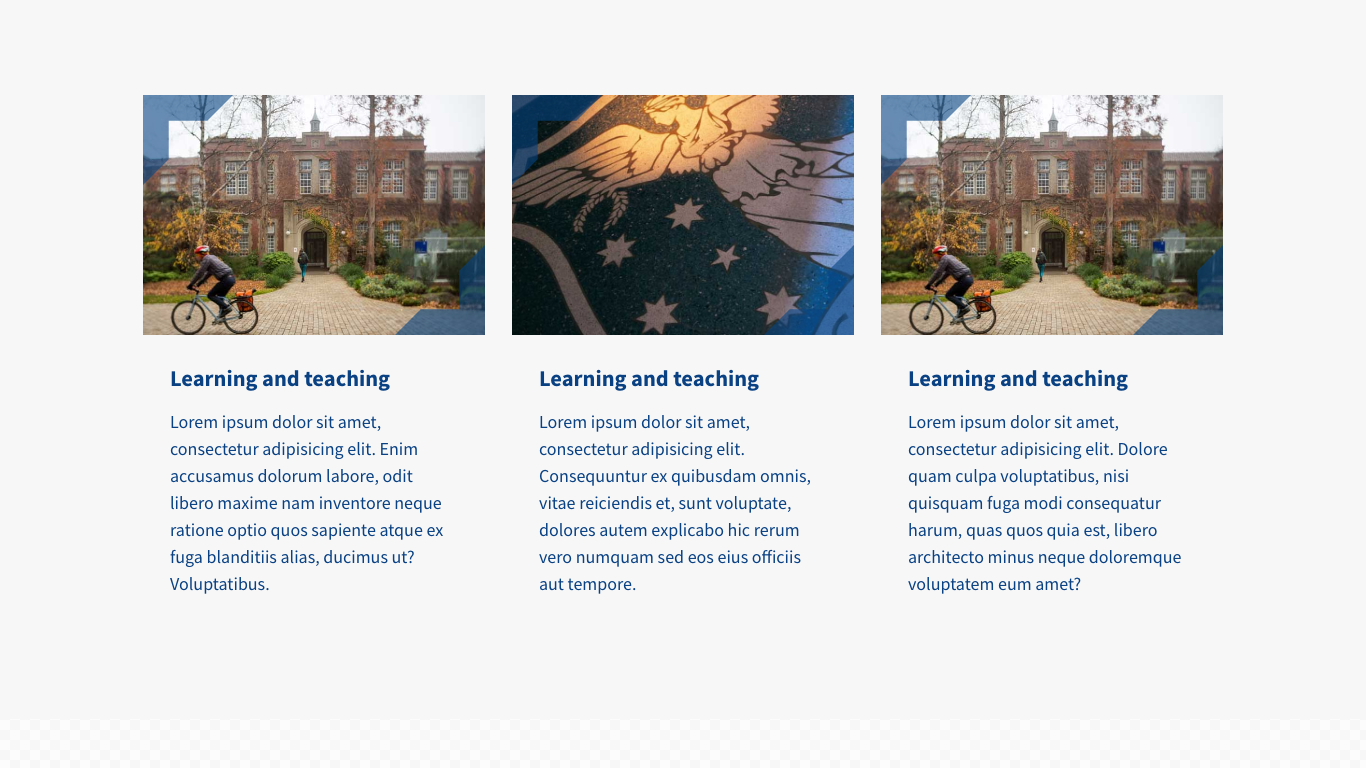 Learning and teaching
Lorem ipsum dolor sit amet,
consectetur adipisicing elit. Enim
accusamus dolorum labore, odit
libero maxime nam inventore neque
ratione optio quos sapiente atque ex
fuga blanditiis alias, ducimus ut?
Voluptatibus.
Learning and teaching
Lorem ipsum dolor sit amet,
consectetur adipisicing elit.
Consequuntur ex quibusdam omnis,
vitae reiciendis et, sunt voluptate,
dolores autem explicabo hic rerum
vero numquam sed eos eius officiis
aut tempore.
Learning and teaching
Lorem ipsum dolor sit amet,
consectetur adipisicing elit. Dolore
quam culpa voluptatibus, nisi
quisquam fuga modi consequatur
harum, quas quos quia est, libero
architecto minus neque doloremque
voluptatem eum amet?